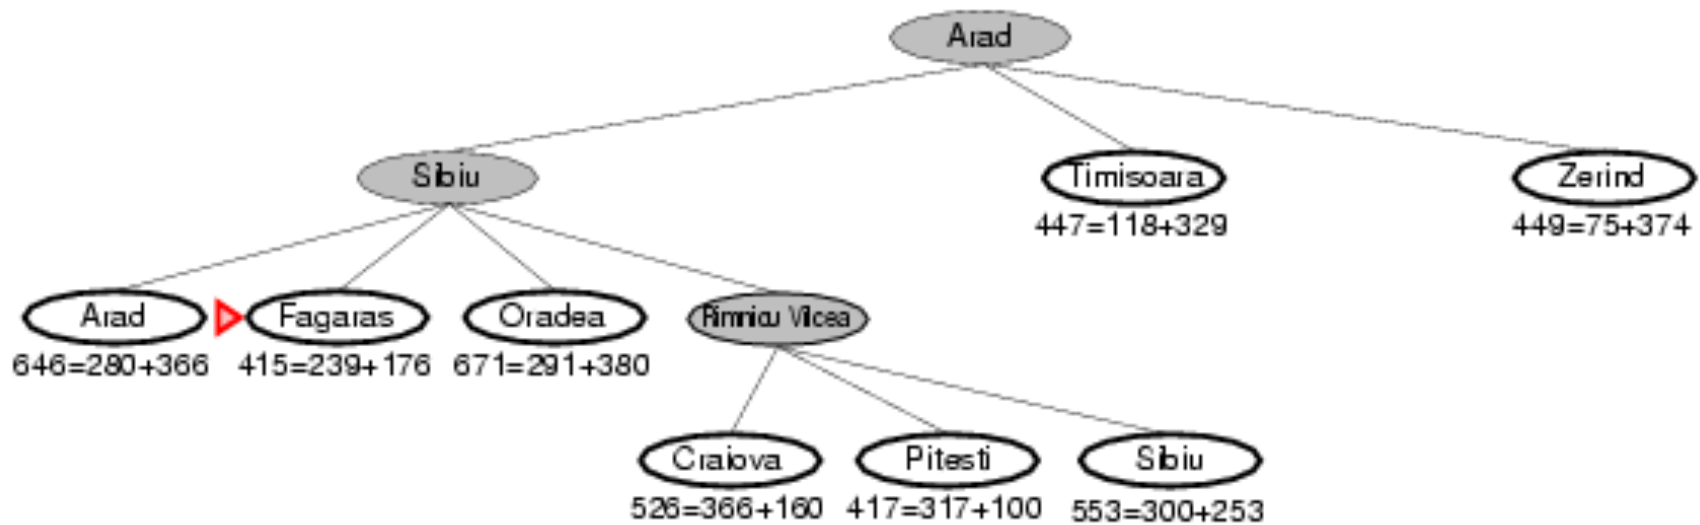 Arad
Sibiu
Timisoara
Zerind
447=118+329
449=75+374
Arad
Fagaras
Oradea
Rimnicu Vilcea
646=280+366
415=239+176
671=291+380
Craiova
Pitesti
Sibiu
526=366+160
417=317+100
553=300+253